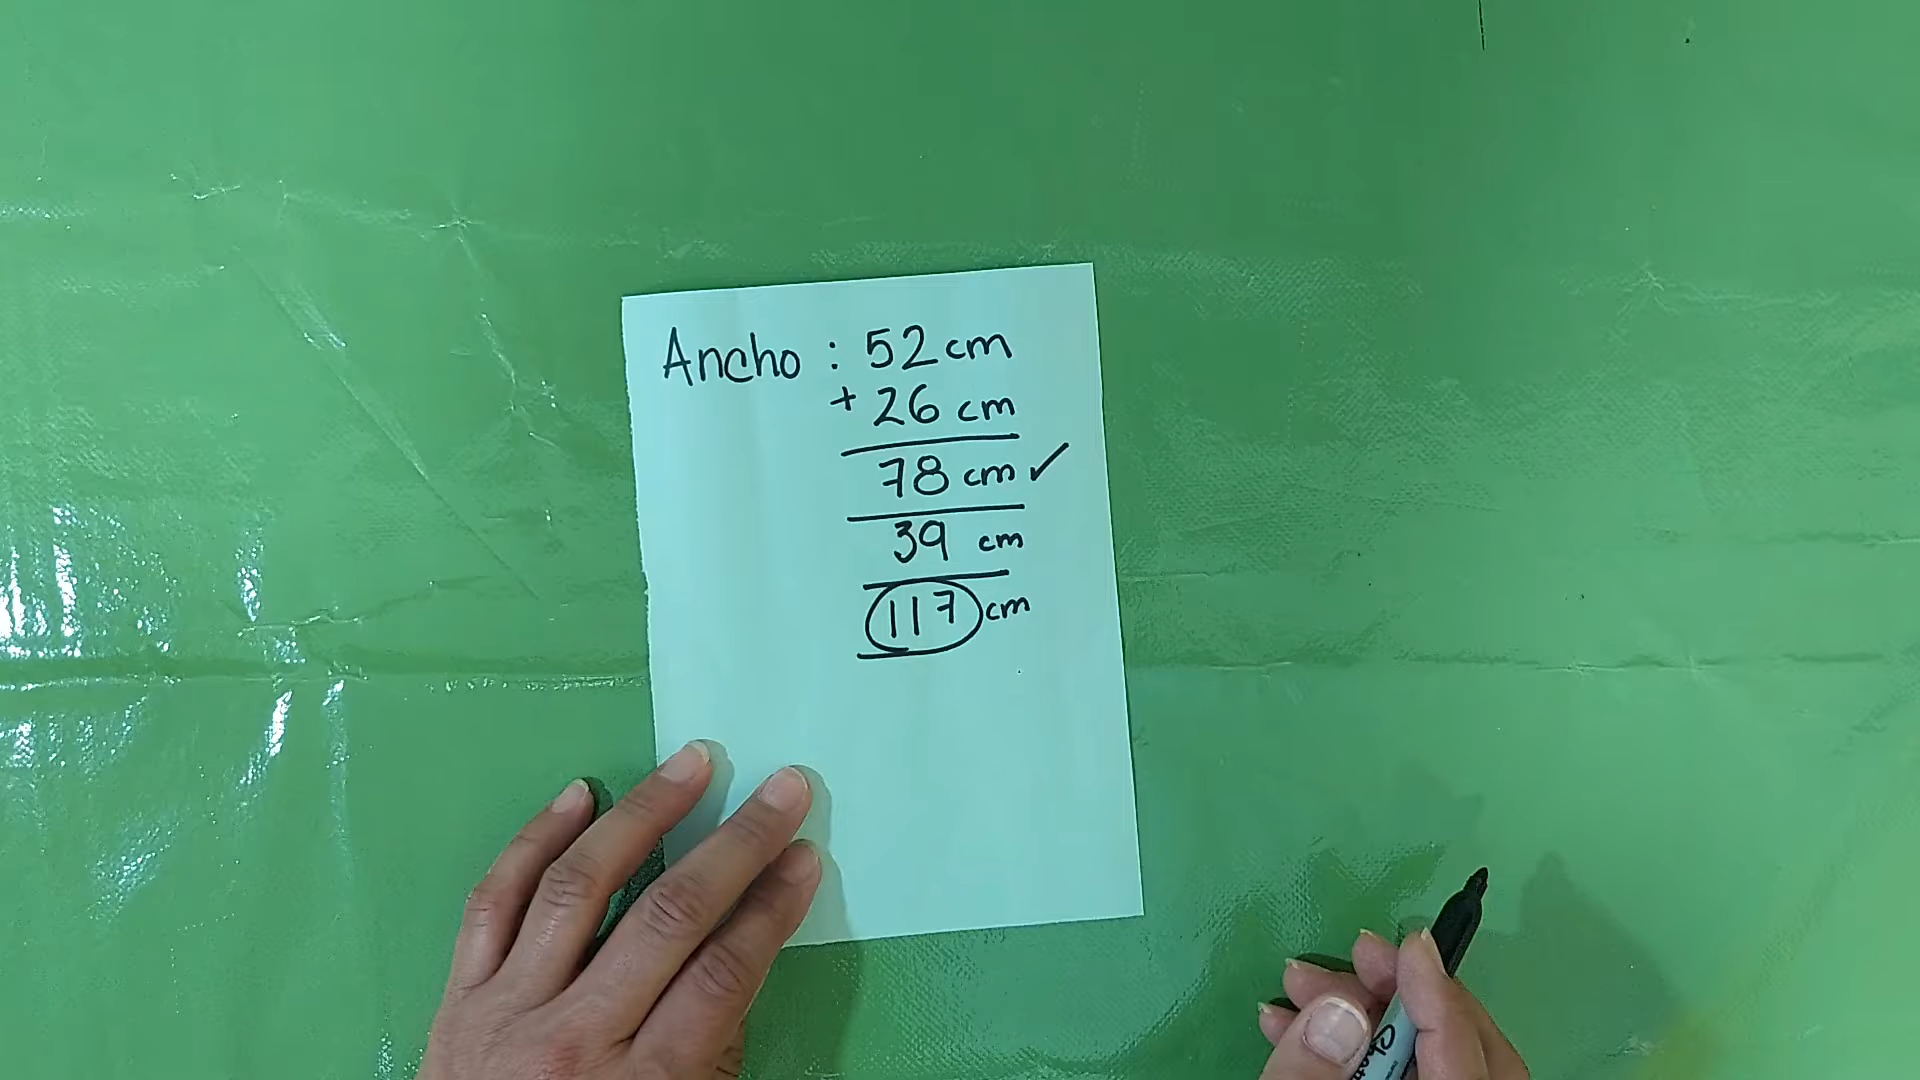 Ancho : 52 cm
+ 26 cm
78 cm ✓
39 cm
117 cm